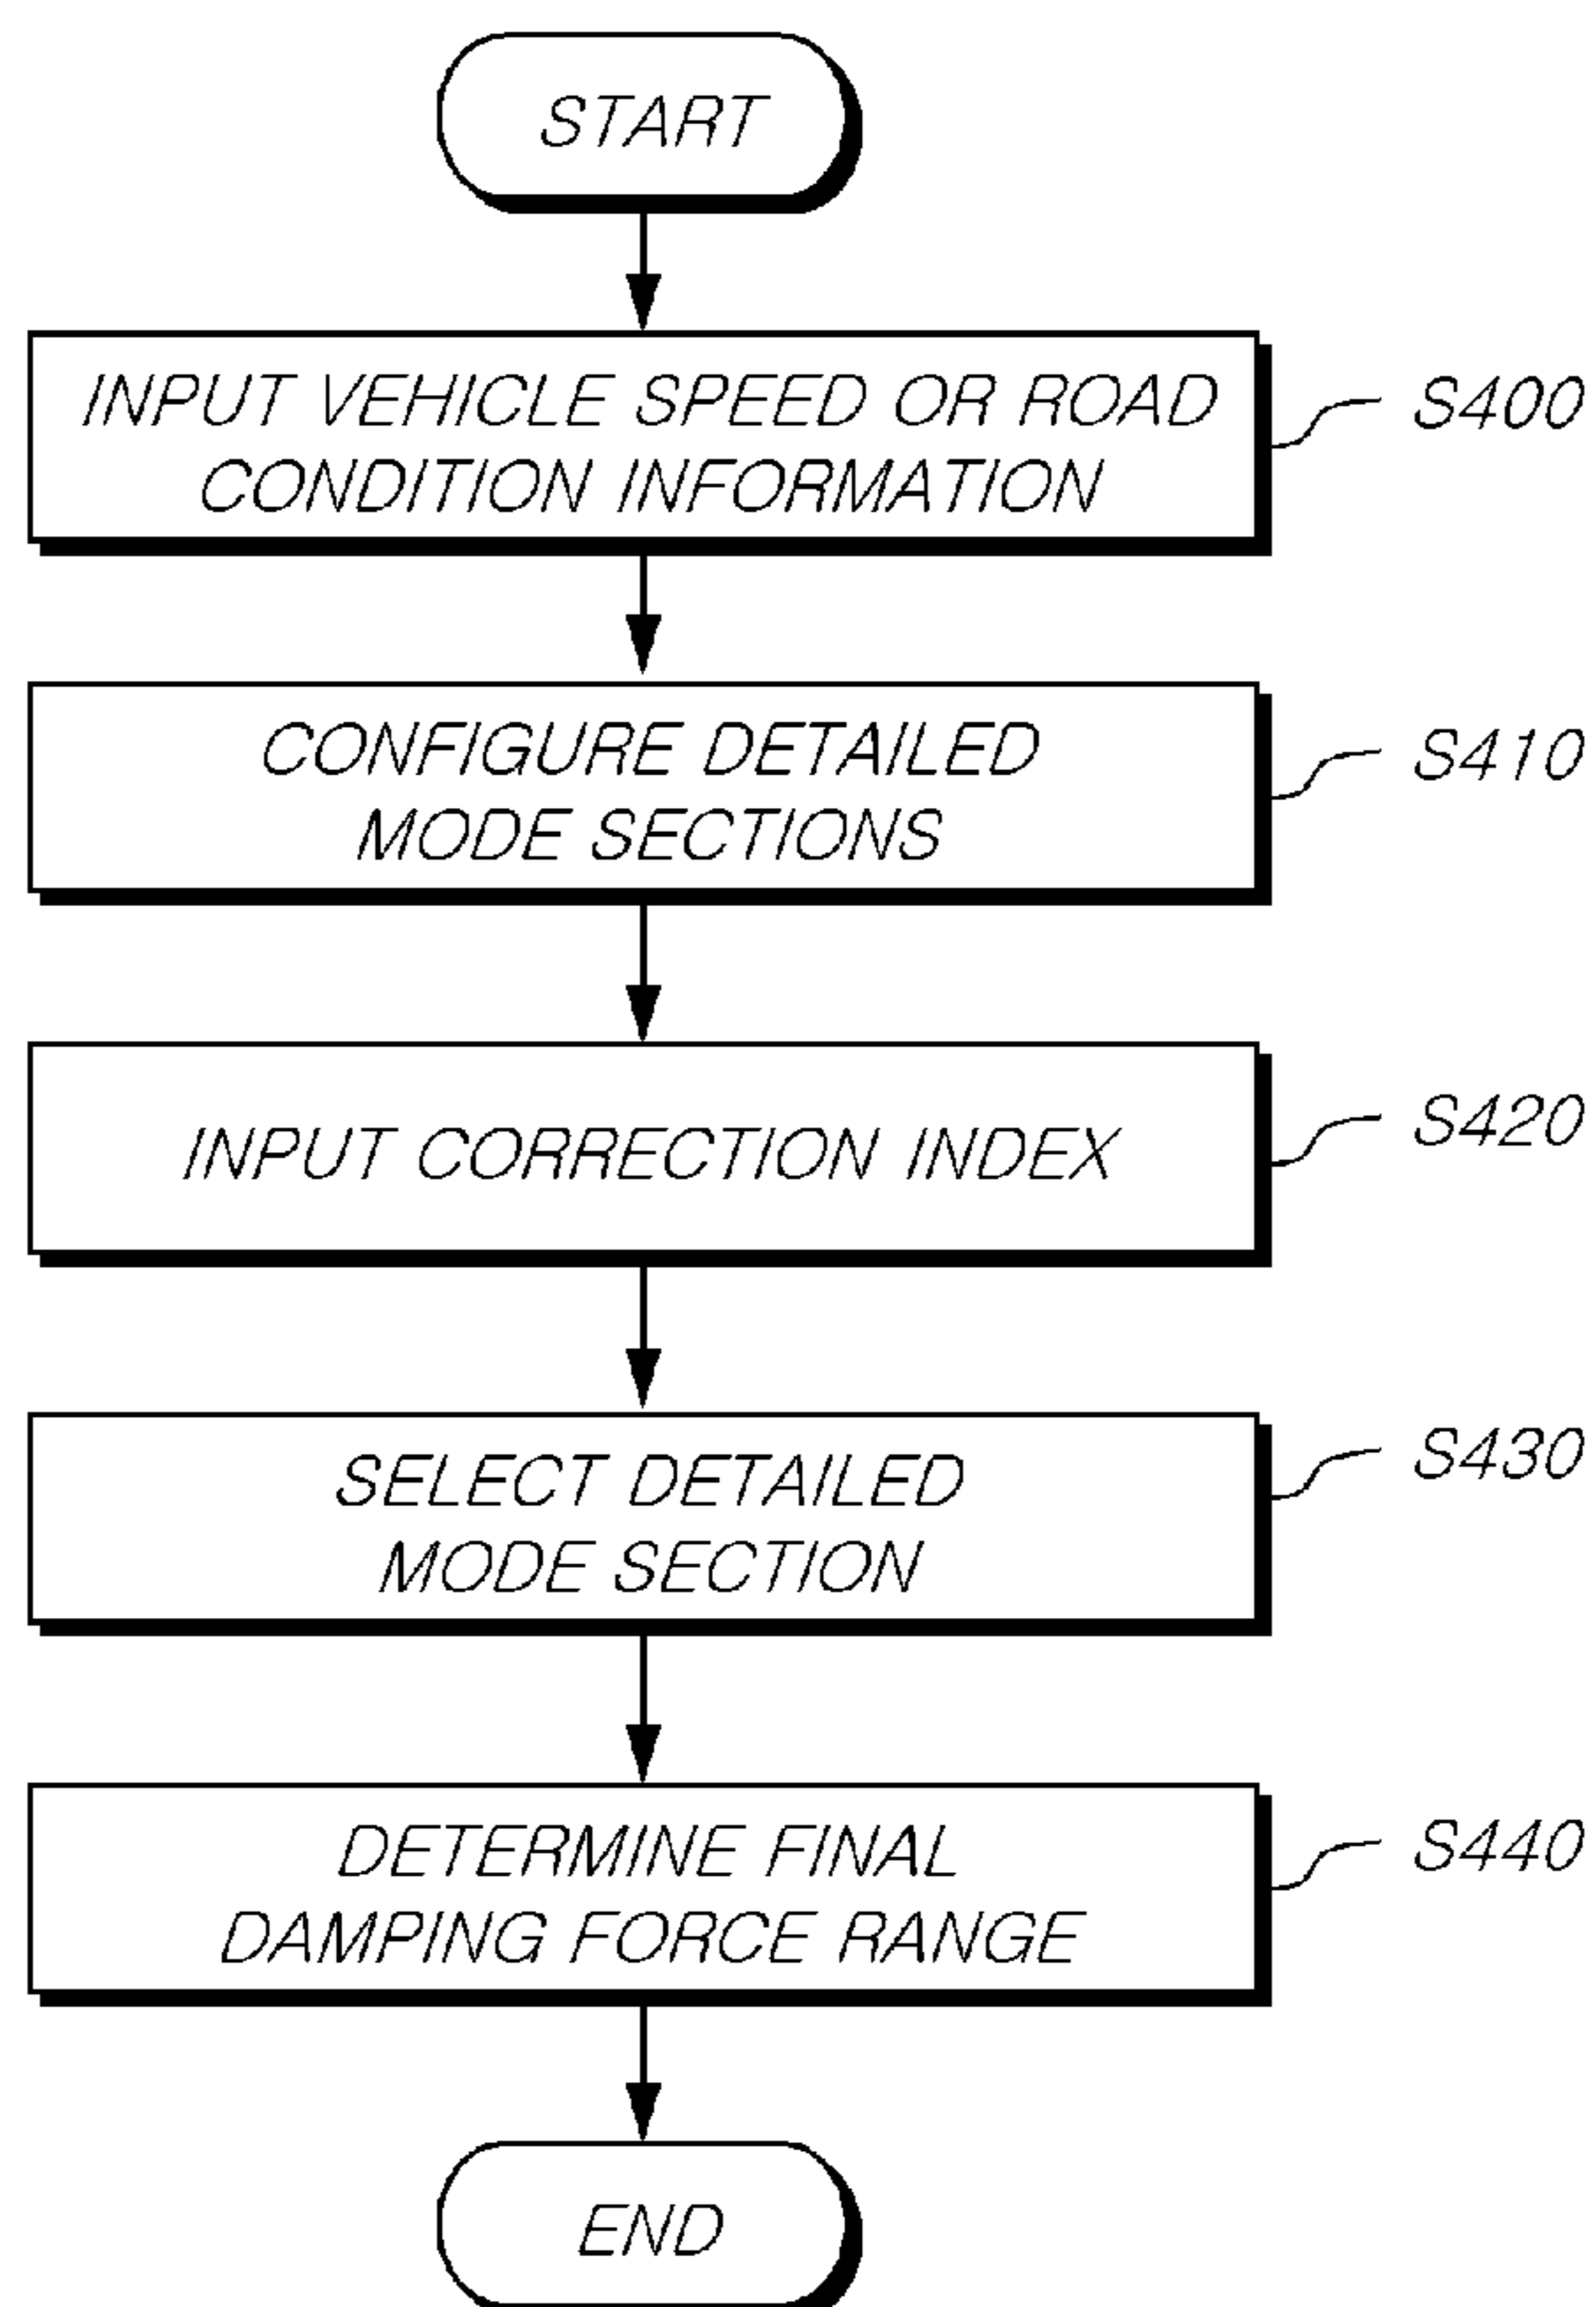 START
INPUT VEHICLE SPEED OR ROAD
CONDITION INFORMATION
S400
CONFIGURE DETAILED
MODE SECTIONS
S410
INPUT CORRECTION INDEX
S420
SELECT DETAILED
MODE SECTION
S430
DETERMINE FINAL
DAMPING FORCE RANGE
S440
END